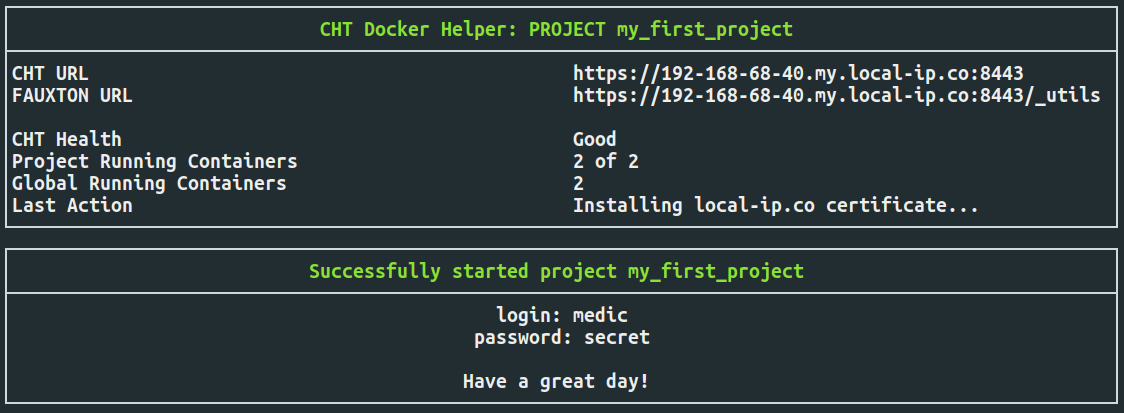 CHT Docker Helper: PROJECT my_first_project
CHT URL https://192-168-68-40.my.local-ip.co:8443
FAUXTON URL https://192-168-68-40.my.local-ip.co:8443/_utils
CHT Health Good
Project Running Containers 2 of 2
Global Running Containers 2
Last Action Installing local-ip.co certificate...
Successfully started project my_first_project
login: medic
password: secret
Have a great day!